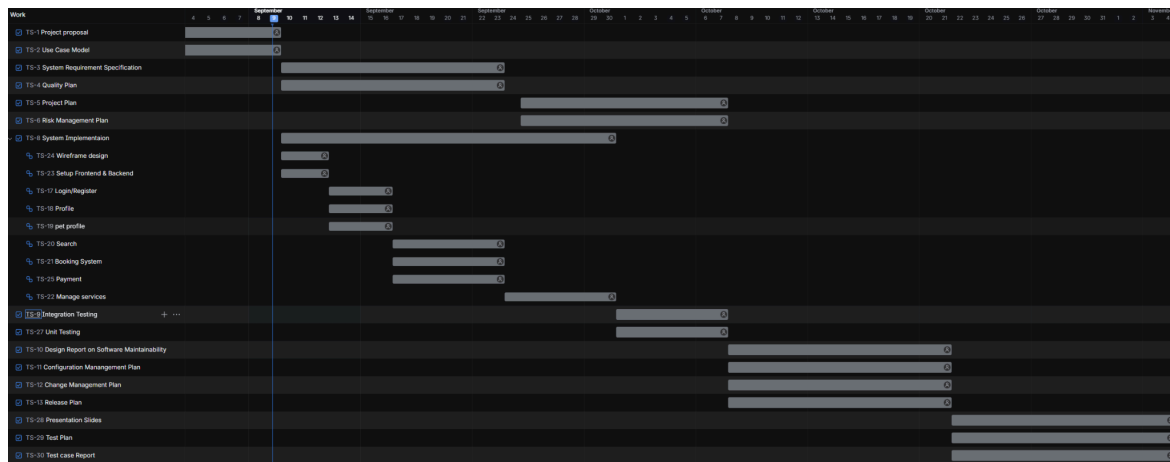 Work
September September September October October October October November
4 5 6 7 8 9 10 11 12 13 14 15 16 17 18 19 20 21 22 23 24 25 26 27 28 29 30 1 2 3 4 5 6 7 8 9 10 11 12 13 14 15 16 17 18 19 20 21 22 23 24 25 26 27 28 29 30 31 1 2 3 4
TS-1 Project proposal
TS-2 Use Case Model
TS-3 System Requirement Specification
TS-4 Quality Plan
TS-5 Project Plan
TS-6 Risk Management Plan
TS-8 System Implementaion
TS-24 Wireframe design
TS-23 Setup Frontend & Backend
TS-17 Login/Register
TS-18 Profile
TS-19 pet profile
TS-20 Search
TS-21 Booking System
TS-25 Payment
TS-22 Manage services
TS-9 Integration Testing
TS-27 Unit Testing
TS-10 Design Report on Software Maintainability
TS-11 Configuration Manangement Plan
TS-12 Change Management Plan
TS-13 Release Plan
TS-28 Presentation Slides
TS-29 Test Plan
TS-30 Test case Report